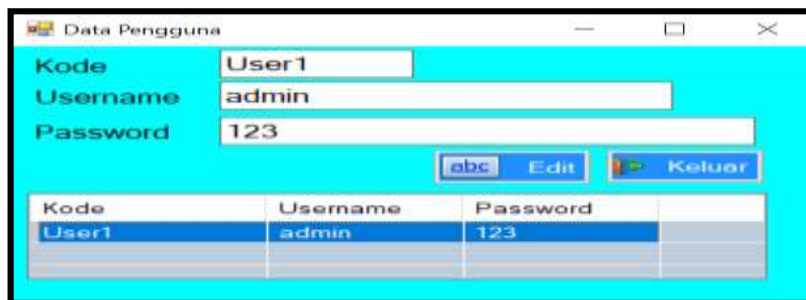 Data Pengguna
Kode User1
Username admin
Password 123
abc Edit Keluar
Kode Username Password
User1 admin 123